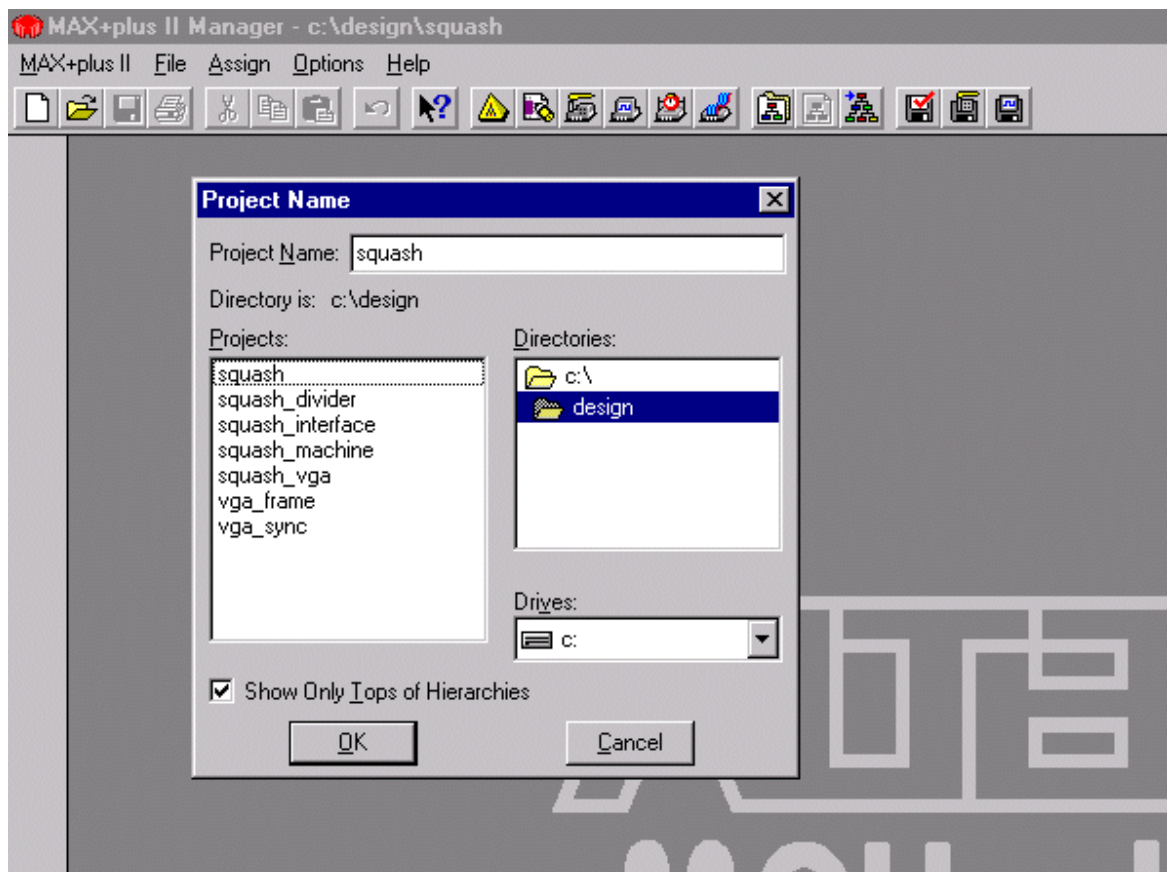 MAX+plus II Manager - c:\design\squash
MAX+plus II File Assign Options Help
Project Name
Project Name: squash
Directory is: c:\design
Projects:
squash
squash_divider
squash_interface
squash_machine
squash_vga
vga_frame
vga_sync
Directories:
c:\
design
Drives:
c:
Show Only Tops of Hierarchies
OK Cancel